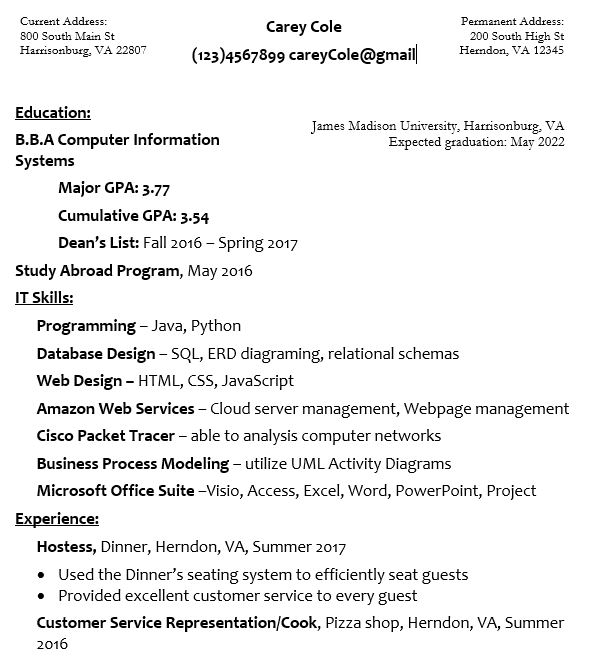 Current Address:
800 South Main St
Harrisonburg, VA 22807
Carey Cole
(123)4567899 careyCole@gmail
Permanent Address:
200 South High St
Herndon, VA 12345
Education:
B.B.A Computer Information
Systems
James Madison University, Harrisonburg, VA
Expected graduation: May 2022
Major GPA: 3.77
Cumulative GPA: 3.54
Dean's List: Fall 2016 – Spring 2017
Study Abroad Program, May 2016
IT Skills:
Programming – Java, Python
Database Design – SQL, ERD diagraming, relational schemas
Web Design – HTML, CSS, JavaScript
Amazon Web Services – Cloud server management, Webpage management
Cisco Packet Tracer – able to analysis computer networks
Business Process Modeling – utilize UML Activity Diagrams
Microsoft Office Suite –Visio, Access, Excel, Word, PowerPoint, Project
Experience:
Hostess, Dinner, Herndon, VA, Summer 2017
• Used the Dinner's seating system to efficiently seat guests
• Provided excellent customer service to every guest
Customer Service Representation/Cook, Pizza shop, Herndon, VA, Summer
2016